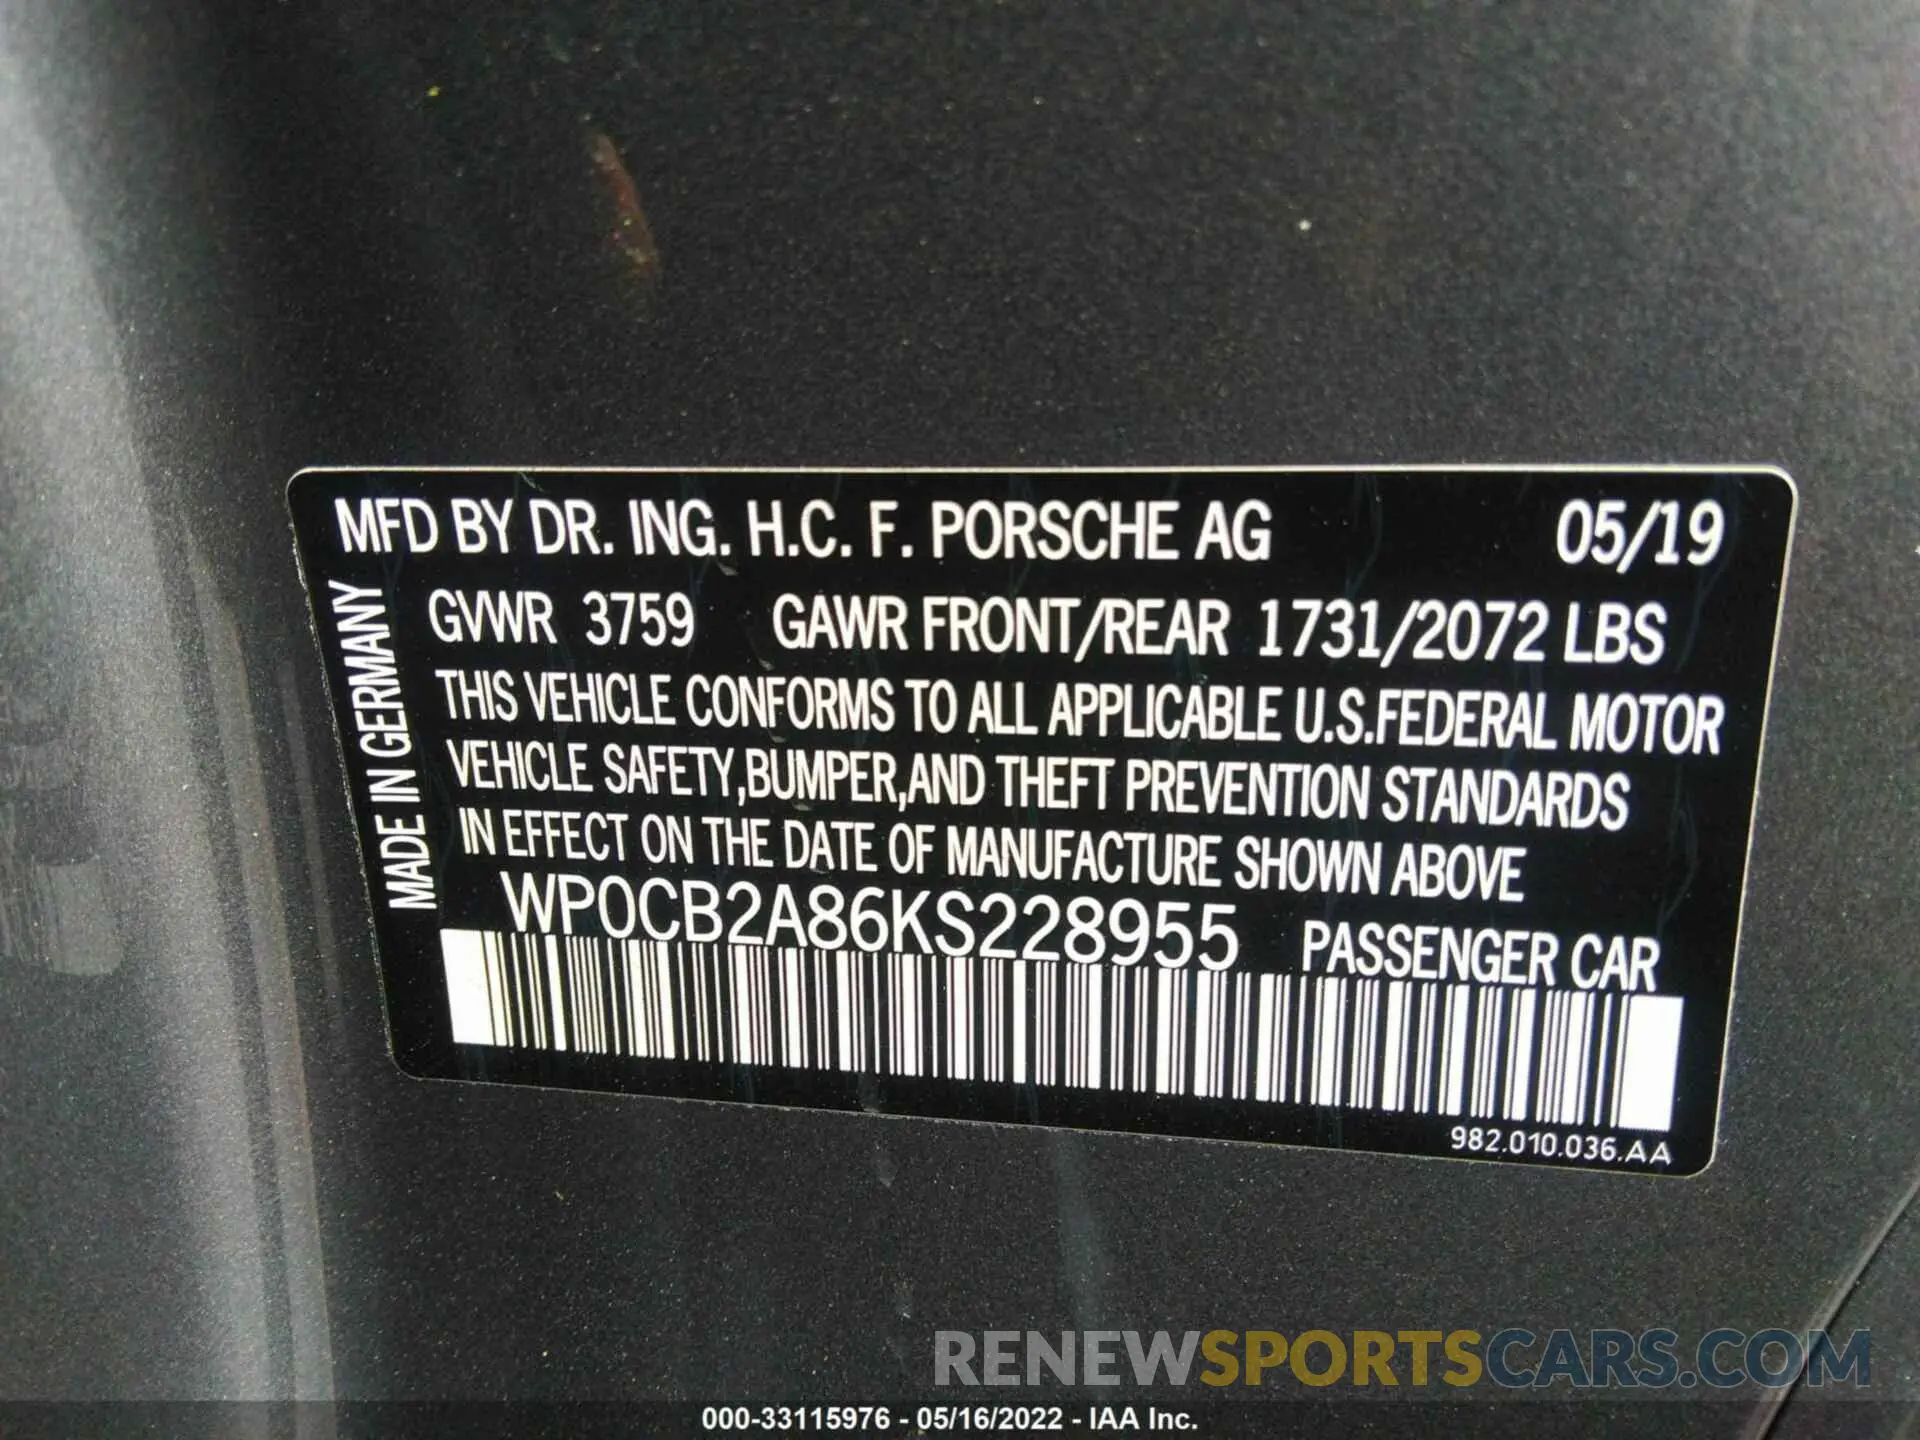 MFD BY DR. ING. H.C. F. PORSCHE AG 05/19
GVWR 3759 GAWR FRONT/REAR 1731/2072 LBS
THIS VEHICLE CONFORMS TO ALL APPLICABLE U.S.FEDERAL MOTOR
VEHICLE SAFETY,BUMPER,AND THEFT PREVENTION STANDARDS
IN EFFECT ON THE DATE OF MANUFACTURE SHOWN ABOVE
WP0CB2A86KS228955 PASSENGER CAR
MADE IN GERMANY
982.010.036.AA
RENEWSPORTSCARS.COM
000-33115976 - 05/16/2022 - IAA Inc.